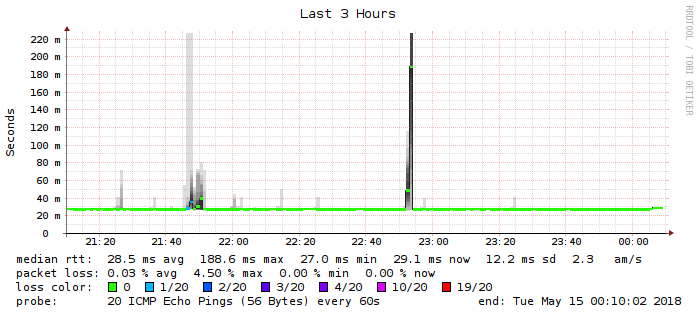 Last 3 Hours
RRDTOOL / TOBI OETIKER
Seconds
220 m
200 m
180 m
160 m
140 m
120 m
100 m
80 m
60 m
40 m
20 m
0
21:20 21:40 22:00 22:20 22:40 23:00 23:20 23:40 00:00
median rtt: 28.5 ms avg 188.6 ms max 27.0 ms min 29.1 ms now 12.2 ms sd 2.3 am/s
packet loss: 0.03 % avg 4.50 % max 0.00 % min 0.00 % now
loss color: 0 1/20 2/20 3/20 4/20 10/20 19/20
probe: 20 ICMP Echo Pings (56 Bytes) every 60s end: Tue May 15 00:10:02 2018